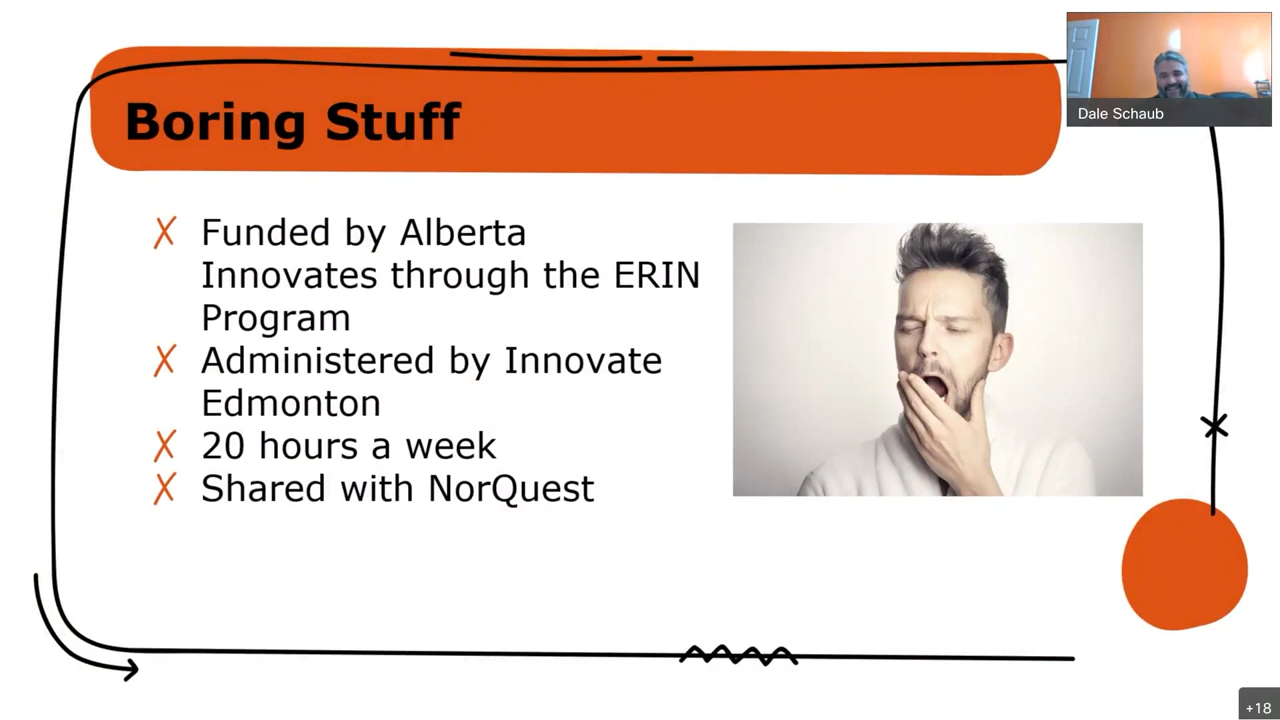 Boring Stuff
Dale Schaub
Funded by Alberta
Innovates through the ERIN
Program
Administered by Innovate
Edmonton
20 hours a week
Shared with NorQuest
+18